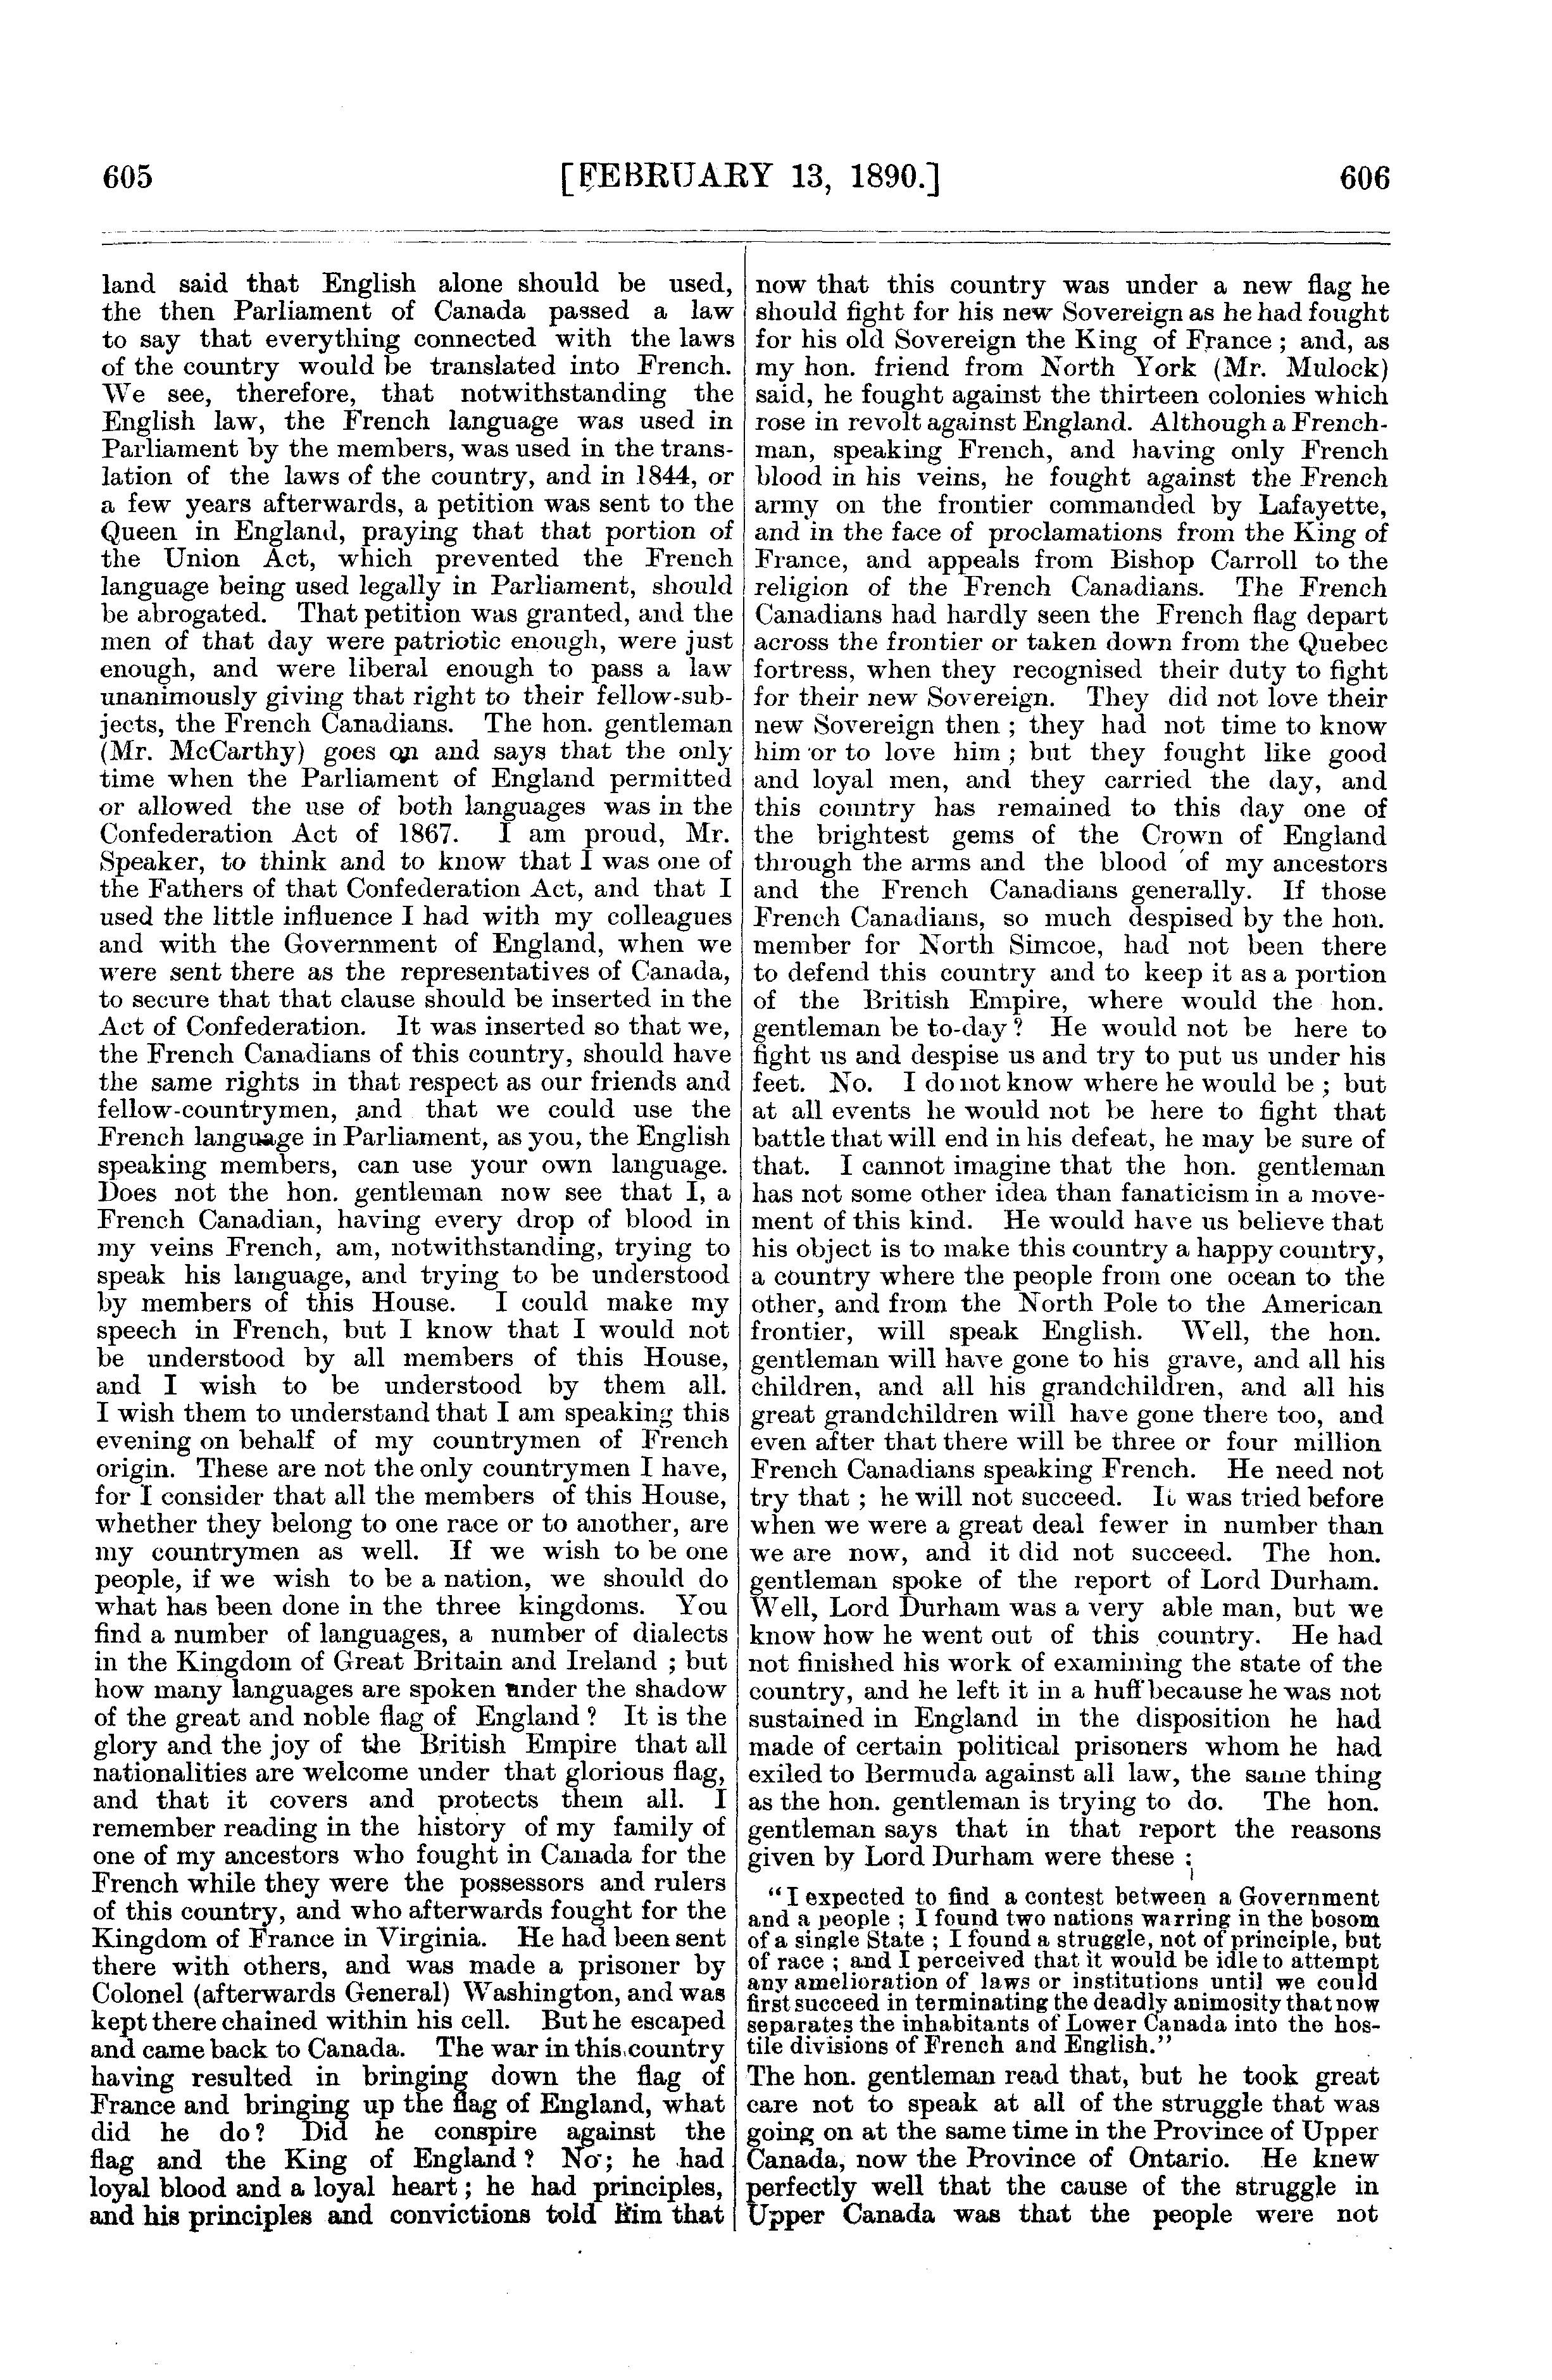 605
[FEBRUARY 13, 1890.]
606
land said that English alone should be used,
the then Parliament of Canada passed a law
to say that everything connected with the laws
of the country would be translated into French.
We see, therefore, that notwithstanding the
English law, the French language was used in
Parliament by the members, was used in the trans-
lation of the laws of the country, and in 1844, or
a few years afterwards, a petition was sent to the
Queen in England, praying that that portion of
the Union Act, which prevented the French
language being used legally in Parliament, should
be abrogated. That petition was granted, and the
men of that day were patriotic enough, were just
enough, and were liberal enough to pass a law
unanimously giving that right to their fellow-sub-
jects, the French Canadians. The hon. gentleman
(Mr. McCarthy) goes on and says that the only
time when the Parliament of England permitted
or allowed the use of both languages was in the
Confederation Act of 1867. I am proud, Mr.
Speaker, to think and to know that I was one of
the Fathers of that Confederation Act, and that I
used the little influence I had with my colleagues
and with the Government of England, when we
were sent there as the representatives of Canada,
to secure that that clause should be inserted in the
Act of Confederation. It was inserted so that we,
the French Canadians of this country, should have
the same rights in that respect as our friends and
fellow-countrymen, and that we could use the
French language in Parliament, as you, the English
speaking members, can use your own language.
Does not the hon. gentleman now see that I, a
French Canadian, having every drop of blood in
my veins French, am, notwithstanding, trying to
speak his language, and trying to be understood
by members of this House. I could make my
speech in French, but I know that I would not
be understood by all members of this House,
and I wish to be understood by them all.
I wish them to understand that I am speaking this
evening on behalf of my countrymen of French
origin. These are not the only countrymen I have,
for I consider that all the members of this House,
whether they belong to one race or to another, are
my countrymen as well. If we wish to be one
people, if we wish to be a nation, we should do
what has been done in the three kingdoms. You
find a number of languages, a number of dialects
in the Kingdom of Great Britain and Ireland ; but
how many languages are spoken under the shadow
of the great and noble flag of England ? It is the
glory and the joy of the British Empire that all
nationalities are welcome under that glorious flag,
and that it covers and protects them all. I
remember reading in the history of my family of
one of my ancestors who fought in Canada for the
French while they were the possessors and rulers
of this country, and who afterwards fought for the
Kingdom of France in Virginia. He had been sent
there with others, and was made a prisoner by
Colonel (afterwards General) Washington, and was
kept there chained within his cell. But he escaped
and came back to Canada. The war in this country
having resulted in bringing down the flag of
France and bringing up the flag of England, what
did he do? Did he conspire against the
flag and the King of England ? No ; he had
loyal blood and a loyal heart ; he had principles,
and his principles and convictions told him that
now that this country was under a new flag he
should fight for his new Sovereign as he had fought
for his old Sovereign the King of France ; and, as
my hon. friend from North York (Mr. Mulock)
said, he fought against the thirteen colonies which
rose in revolt against England. Although a French-
man, speaking French, and having only French
blood in his veins, he fought against the French
army on the frontier commanded by Lafayette,
and in the face of proclamations from the King of
France, and appeals from Bishop Carroll to the
religion of the French Canadians. The French
Canadians had hardly seen the French flag depart
across the frontier or taken down from the Quebec
fortress, when they recognised their duty to fight
for their new Sovereign. They did not love their
new Sovereign then ; they had not time to know
him or to love him ; but they fought like good
and loyal men, and they carried the day, and
this country has remained to this day one of
the brightest gems of the Crown of England
through the arms and the blood of my ancestors
and the French Canadians generally. If those
French Canadians, so much despised by the hon.
member for North Simcoe, had not been there
to defend this country and to keep it as a portion
of the British Empire, where would the hon.
gentleman be to-day ? He would not be here to
fight us and despise us and try to put us under his
feet. No. I do not know where he would be ; but
at all events he would not be here to fight that
battle that will end in his defeat, he may be sure of
that. I cannot imagine that the hon. gentleman
has not some other idea than fanaticism in a move-
ment of this kind. He would have us believe that
his object is to make this country a happy country,
a country where the people from one ocean to the
other, and from the North Pole to the American
frontier, will speak English. Well, the hon.
gentleman will have gone to his grave, and all his
children, and all his grandchildren, and all his
great grandchildren will have gone there too, and
even after that there will be three or four million
French Canadians speaking French. He need not
try that ; he will not succeed. It was tried before
when we were a great deal fewer in number than
we are now, and it did not succeed. The hon.
gentleman spoke of the report of Lord Durham.
Well, Lord Durham was a very able man, but we
know how he went out of this country. He had
not finished his work of examining the state of the
country, and he left it in a huff because he was not
sustained in England in the disposition he had
made of certain political prisoners whom he had
exiled to Bermuda against all law, the same thing
as the hon. gentleman is trying to do. The hon.
gentleman says that in that report the reasons
given by Lord Durham were these ;
"I expected to find a contest between a Government
and a people ; I found two nations warring in the bosom
of a single State ; I found a struggle, not of principle, but
of race ; and I perceived that it would be idle to attempt
any amelioration of laws or institutions until we could
first succeed in terminating the deadly animosity that now
separates the inhabitants of Lower Canada into the hos-
tile divisions of French and English."
The hon. gentleman read that, but he took great
care not to speak at all of the struggle that was
going on at the same time in the Province of Upper
Canada, now the Province of Ontario. He knew
perfectly well that the cause of the struggle in
Upper Canada was that the people were not